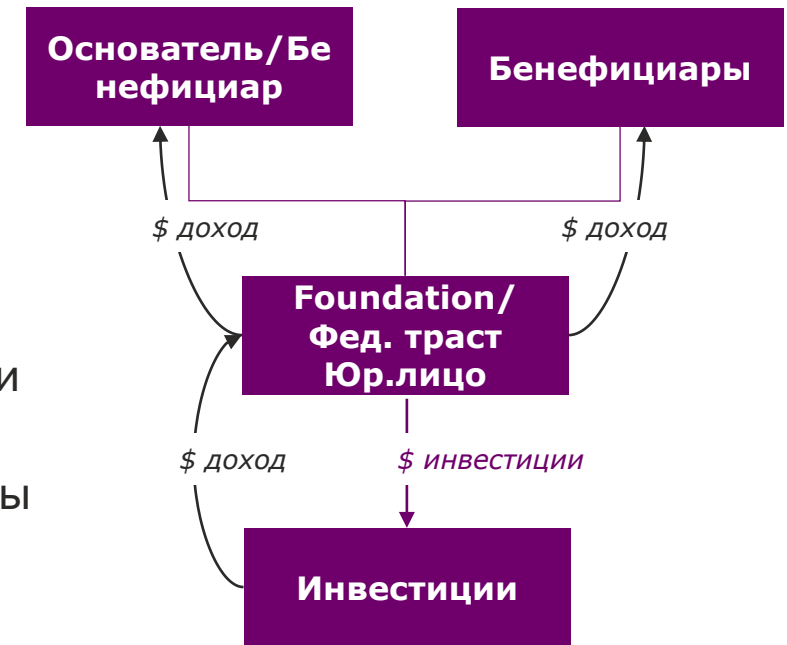 Основатель/Бе
нефициар
Бенефициары
$ доход
$ доход
Foundation/
Фед. траст
Юр.лицо
и
ы
$ доход
$ инвестиции
Инвестиции